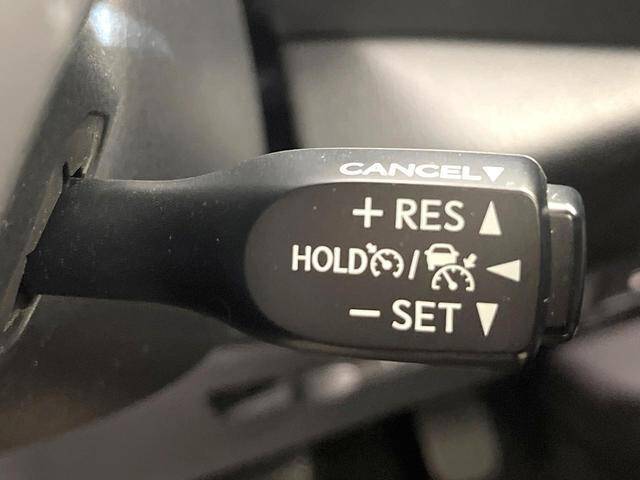 CANCEL▼
+ RES ▲
HOLD / ◀
− SET ▼